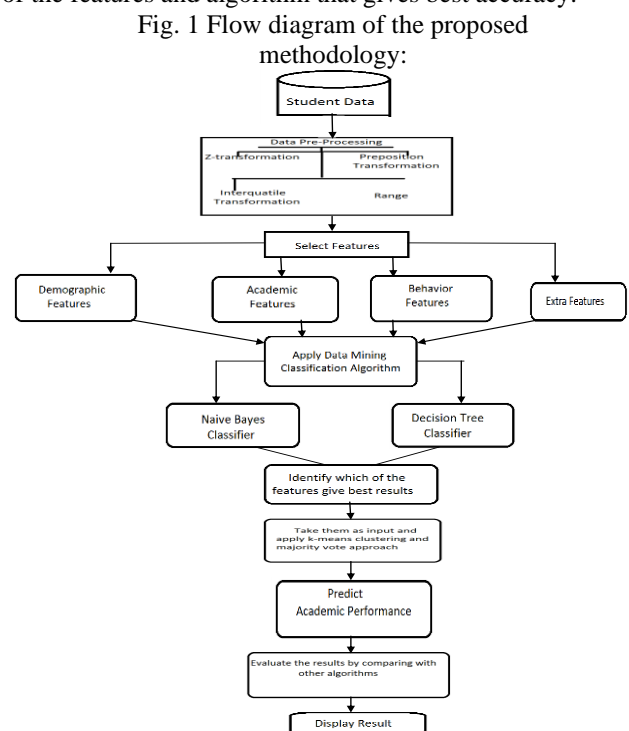 of the features and algorithm that gives best accuracy.
Fig. 1 Flow diagram of the proposed
methodology:
Student Data
Data Pre-Processing
Z-transformation
Preposition
Transformation
Interquatile
Transformation
Range
Select Features
Demographic
Features
Academic
Features
Behavior
Features
Extra Features
Apply Data Mining
Classification Algorithm
Naive Bayes
Classifier
Decision Tree
Classifier
Identify which of the
features give best results
Take them as input and
apply k-means clustering and
majority vote approach
Predict
Academic Performance
Evaluate the results by comparing with
other algorithms
Display Result